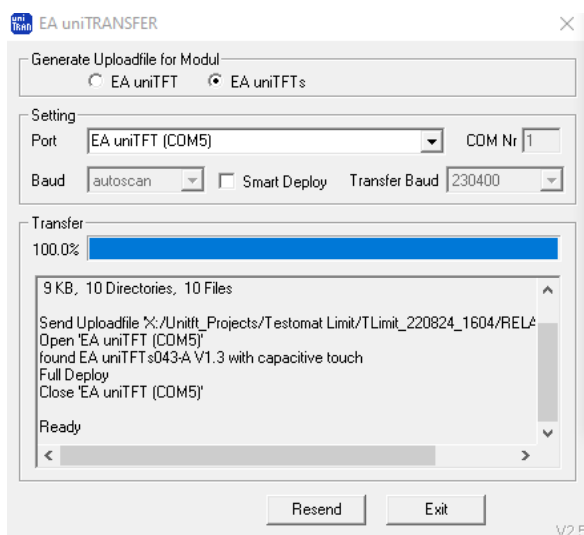 uni
TRAN
EA uniTRANSFER
Generate Uploadfile for Modul
EA uniTFT EA uniTFTs
Setting
Port EA uniTFT (COM5) COM Nr 1
Baud autoscan Smart Deploy Transfer Baud 230400
Transfer
100.0%
9 KB, 10 Directories, 10 Files
Send Uploadfile 'X:/Unitft_Projects/Testomat Limit/TLimit_220824_1604/RELA
Open 'EA uniTFT (COM5)'
found EA uniTFTs043-A V1.3 with capacitive touch
Full Deploy
Close 'EA uniTFT (COM5)'
Ready
Resend Exit